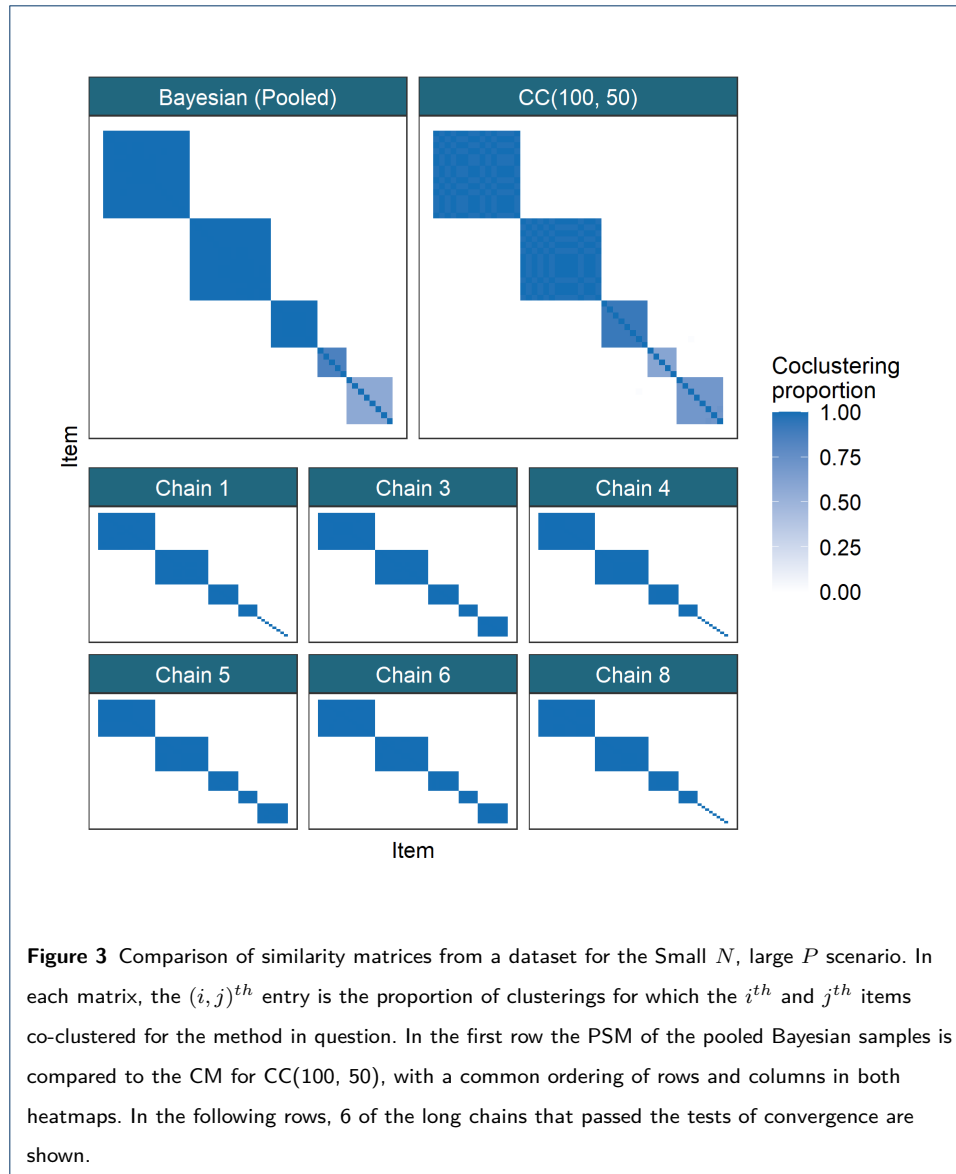 Bayesian (Pooled)
CC(100, 50)
Item
Coclustering
proportion
1.00
0.75
0.50
0.25
0.00
Chain 1
Chain 3
Chain 4
Chain 5
Chain 6
Chain 8
Item
Figure 3 Comparison of similarity matrices from a dataset for the Small N, large P scenario. In
each matrix, the (i, j)^{th} entry is the proportion of clusterings for which the i^{th} and j^{th} items
co-clustered for the method in question. In the first row the PSM of the pooled Bayesian samples is
compared to the CM for CC(100, 50), with a common ordering of rows and columns in both
heatmaps. In the following rows, 6 of the long chains that passed the tests of convergence are
shown.